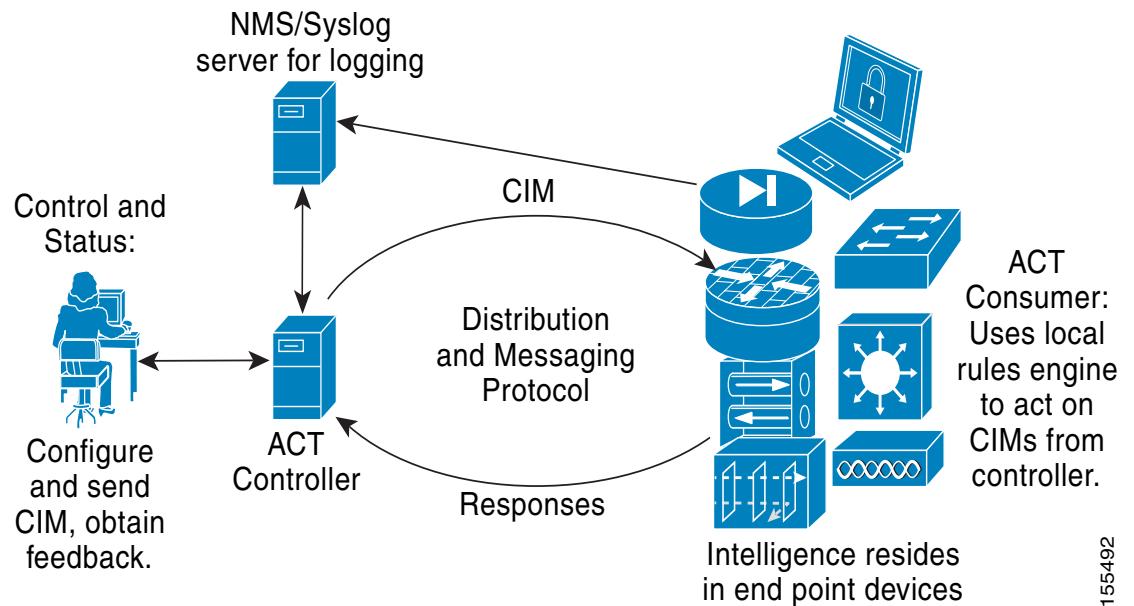 NMS/Syslog
server for logging
CIM
Control and
Status:
Distribution
and Messaging
Protocol
ACT
Consumer:
Uses local
rules engine
to act on
CIMs from
controller.
Configure
and send
CIM, obtain
feedback.
ACT
Controller
Responses
Intelligence resides
in end point devices
155492